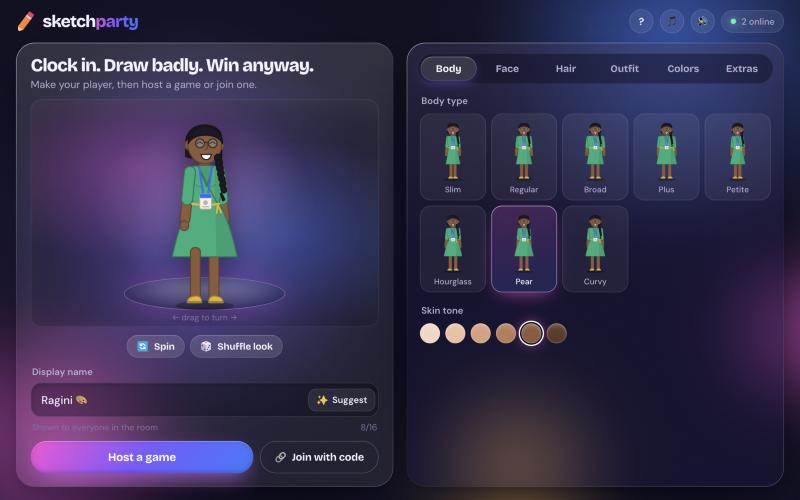 sketchparty
?
2 online
Clock in. Draw badly. Win anyway.
Make your player, then host a game or join one.
← drag to turn →
Spin
Shuffle look
Display name
Ragini 🎨
Suggest
Shown to everyone in the room
8/16
Host a game
Join with code
Body
Face
Hair
Outfit
Colors
Extras
Body type
Slim
Regular
Broad
Plus
Petite
Hourglass
Pear
Curvy
Skin tone